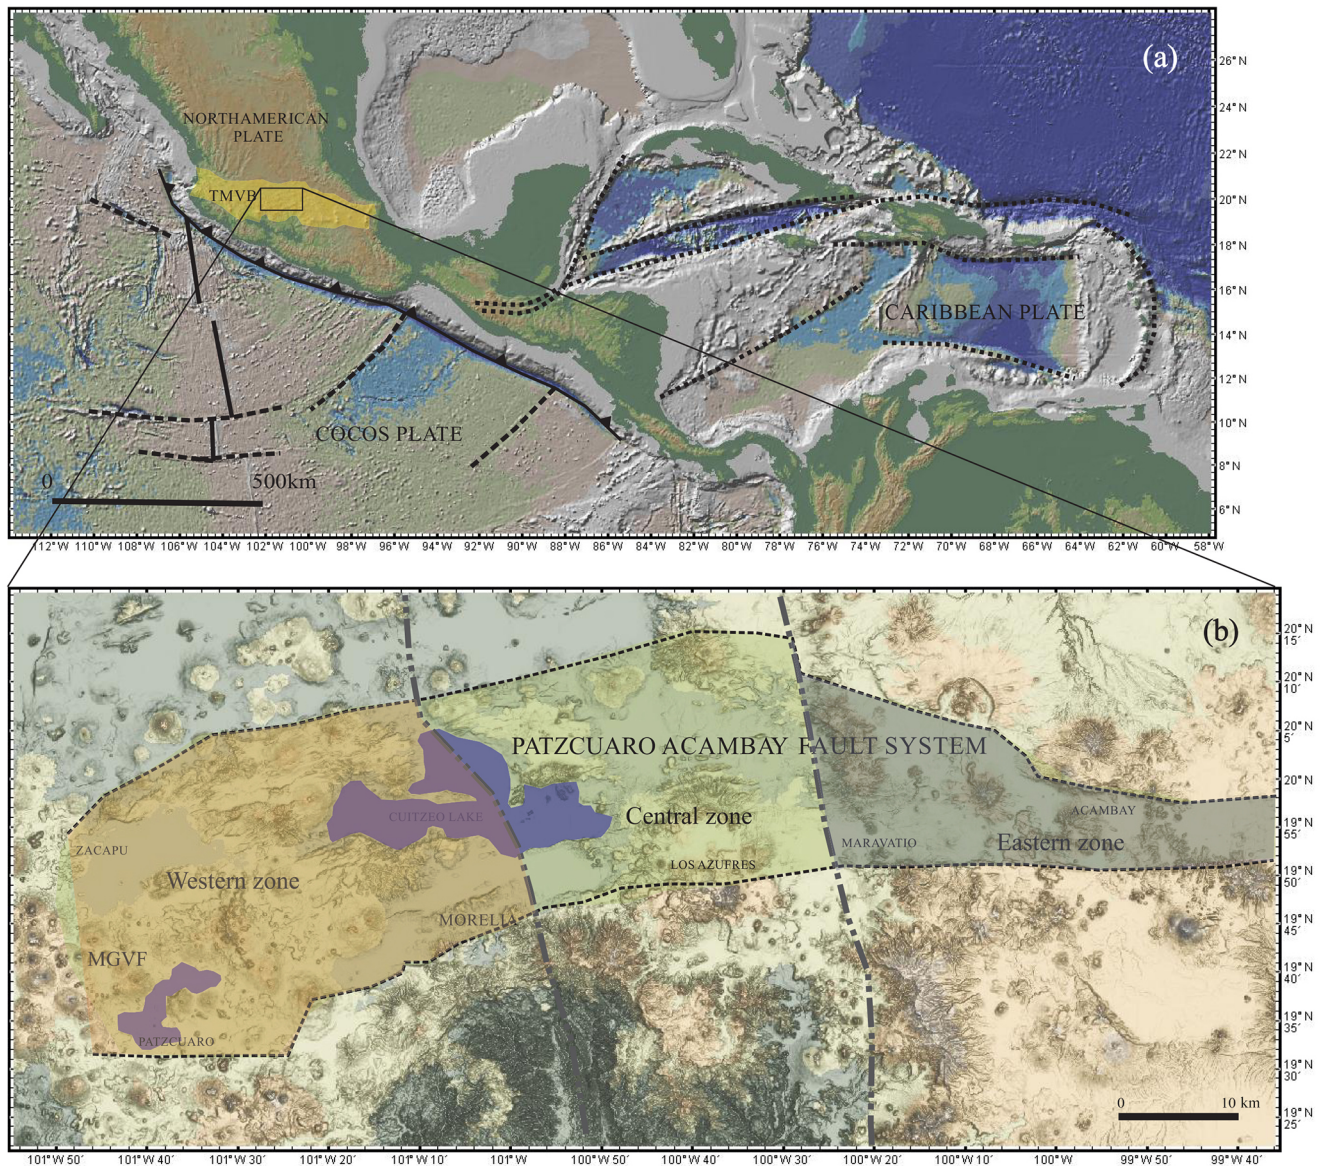 (a)
26° N
24° N
22° N
20° N
18° N
16° N
14° N
12° N
10° N
8° N
6° N
NORTHAMERICAN
PLATE
TMVB
CARIBBEAN PLATE
COCOS PLATE
0 500km
112°W 110°W 108°W 106°W 104°W 102°W 100°W 98°W 96°W 94°W 92°W 90°W 88°W 86°W 84°W 82°W 80°W 78°W 76°W 74°W 72°W 70°W 68°W 66°W 64°W 62°W 60°W 58°W
(b)
20° N
15´
20° N
10´
20° N
5´
20° N
19° N
55´
19° N
50´
19° N
45´
19° N
40´
19° N
35´
19° N
30´
19° N
25´
PATZCUARO ACAMBAY FAULT SYSTEM
CUITZEO LAKE
Central zone
ACAMBAY
MARAVATIO
Eastern zone
ZACAPU
LOS AZUFRES
Western zone
MORELIA
MGVF
PATZCUARO
0 10 km
101°W 50' 101°W 40' 101°W 30' 101°W 20' 101°W 10' 101°W 100°W 50' 100°W 40' 100°W 30' 100°W 20' 100°W 10' 100°W 99°W 50' 99°W 40'